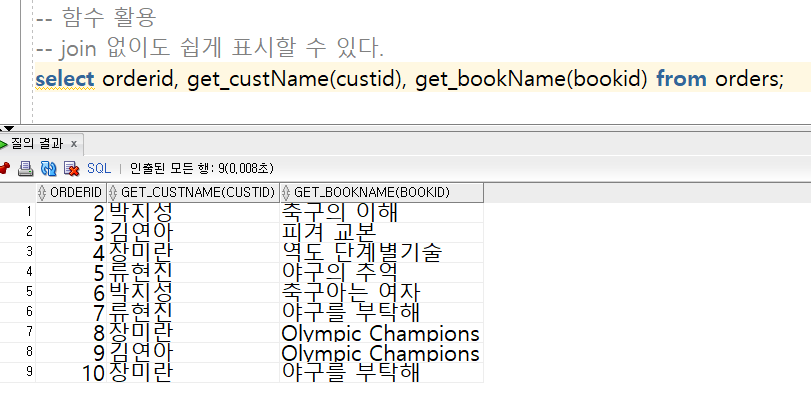 -- 함수 활용
-- join 없이도 쉽게 표시할 수 있다.
select orderid, get_custName(custid), get_bookName(bookid) from orders;
질의 결과 x
SQL | 인출된 모든 행: 9(0,008초)
ORDERID GET_CUSTNAME(CUSTID) GET_BOOKNAME(BOOKID)
1 2 박지성 축구의 이해
2 3 김연아 피겨 교본
3 4 장미란 역도 단계별기술
4 5 류현진 야구의 추억
5 6 박지성 축구아는 여자
6 7 류현진 야구를 부탁해
7 8 장미란 Olympic Champions
8 9 김연아 Olympic Champions
9 10 장미란 야구를 부탁해